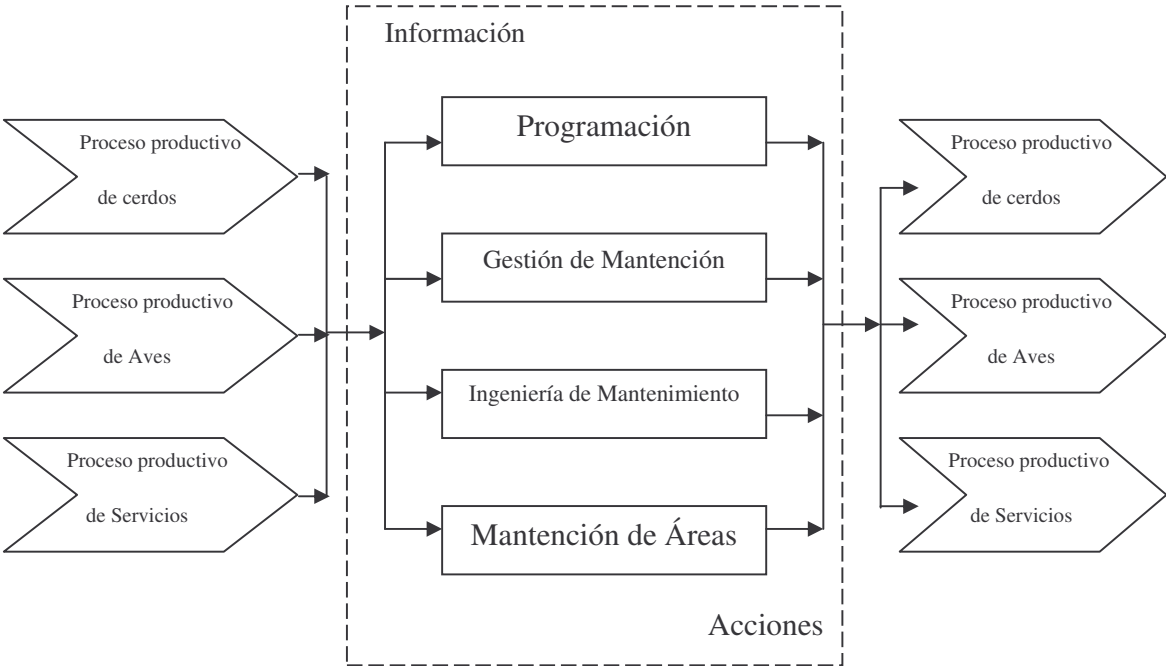 Información
Proceso productivo
de cerdos
Proceso productivo
de Aves
Proceso productivo
de Servicios
Programación
Gestión de Mantención
Ingeniería de Mantenimiento
Mantención de Áreas
Acciones
Proceso productivo
de cerdos
Proceso productivo
de Aves
Proceso productivo
de Servicios